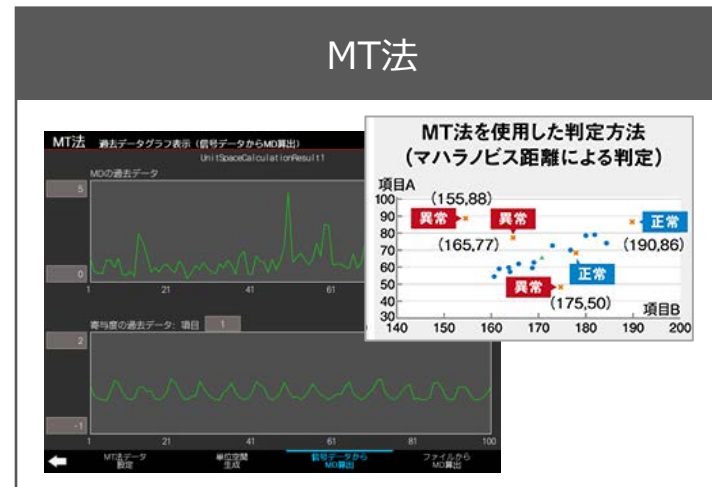 MT法
MT法 過去データグラフ表示（信号データからMD算出）
UnitSpaceCalculationResult1
MDの過去データ
5
0
1 21 41 61
寄与度の過去データ: 項目 1
2
-1
1 21 41 61 81 100
MT法データ
設定
単位空間
生成
信号データから
MD算出
ファイルから
MD算出
MT法を使用した判定方法
（マハラノビス距離による判定）
項目A
100
90
80
70
60
50
40
30
(155,88)
異常
異常
正常
(165,77)
(190,86)
正常
異常
(175,50)
項目B
140 150 160 170 180 190 200